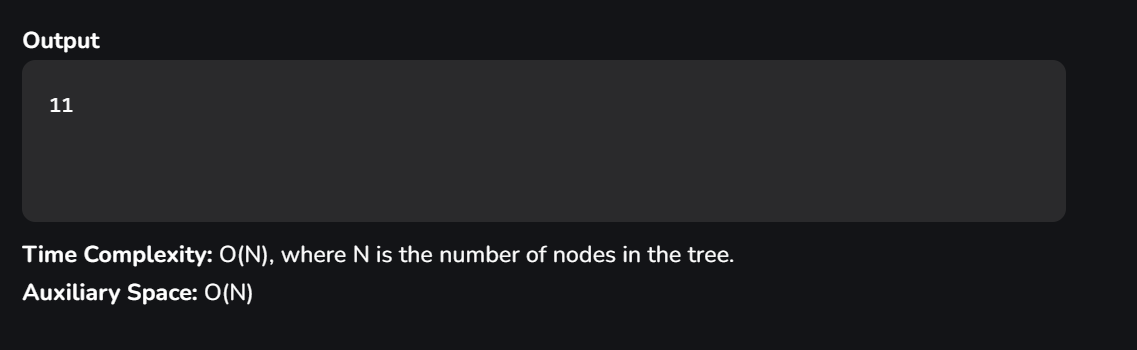 Output
11
Time Complexity: O(N), where N is the number of nodes in the tree.
Auxiliary Space: O(N)